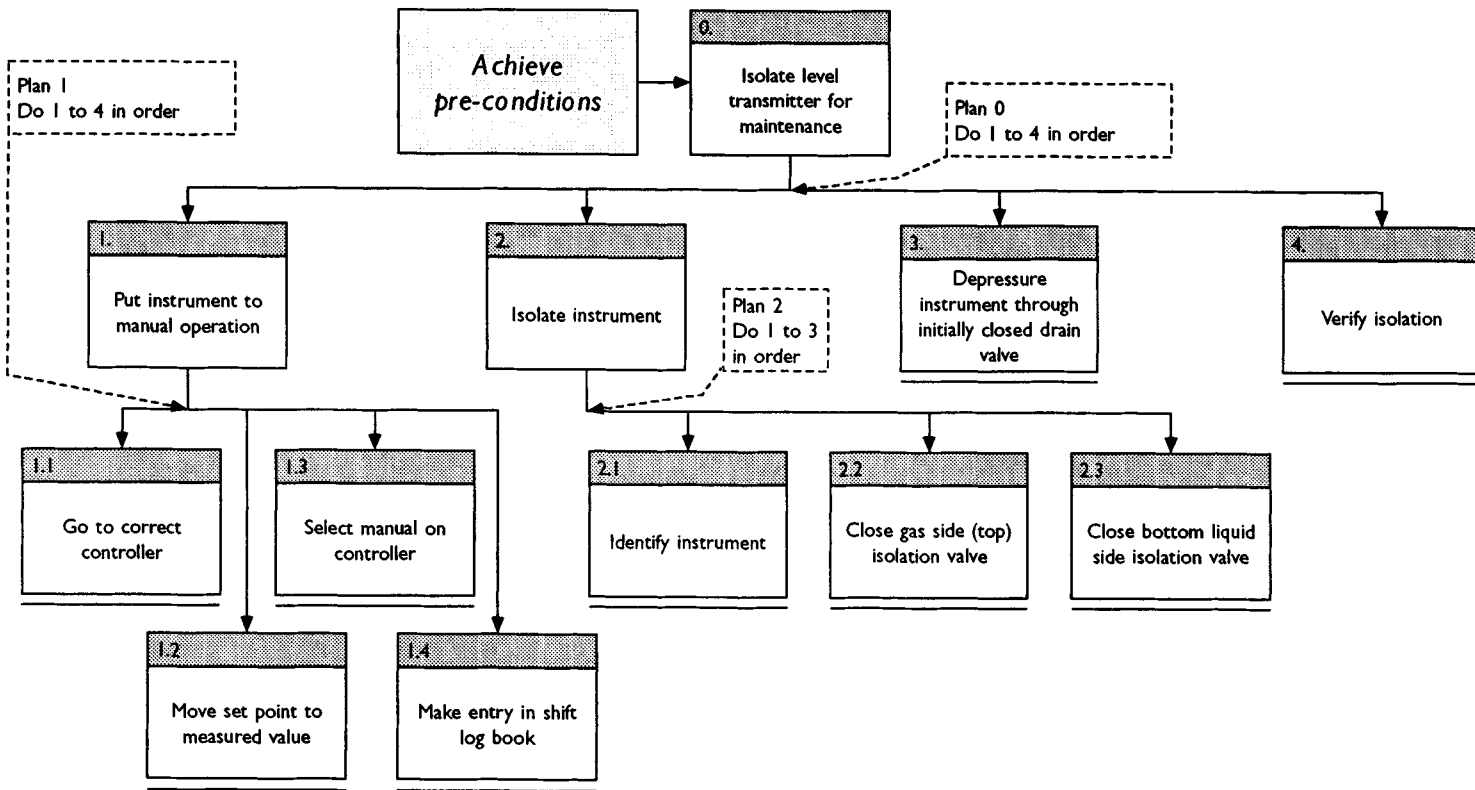 Achieve
pre-conditions
0.
Isolate level
transmitter for
maintenance
Plan 1
Do 1 to 4 in order
Plan 0
Do 1 to 4 in order
1.
Put instrument to
manual operation
2.
Isolate instrument
3.
Depressure
instrument through
initially closed drain
valve
4.
Verify isolation
Plan 2
Do 1 to 3
in order
1.1
Go to correct
controller
1.3
Select manual on
controller
2.1
Identify instrument
2.2
Close gas side (top)
isolation valve
2.3
Close bottom liquid
side isolation valve
1.2
Move set point to
measured value
1.4
Make entry in shift
log book